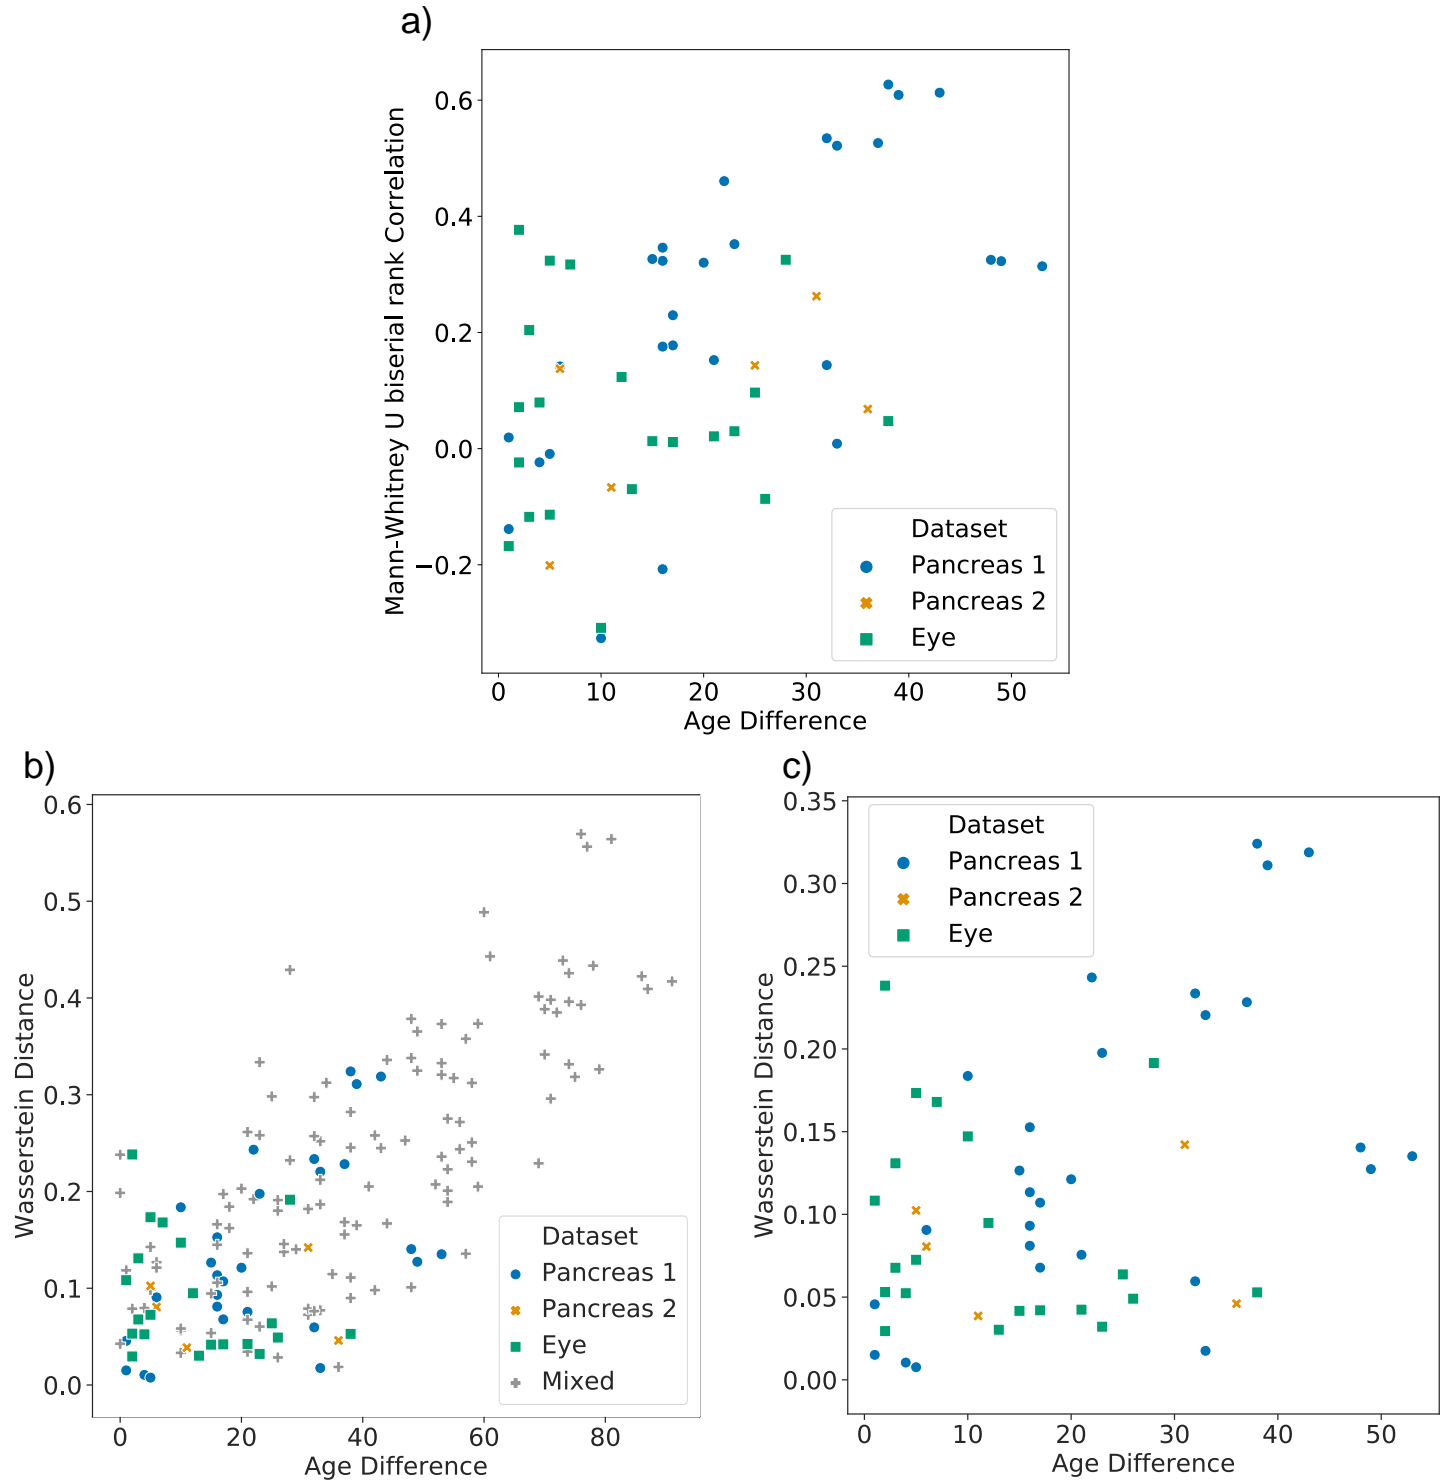 a)
Mann-Whitney U biserial rank Correlation
0.6
0.4
0.2
0.0
−0.2
0 10 20 30 40 50
Age Difference
Dataset
Pancreas 1
Pancreas 2
Eye
b)
Wasserstein Distance
0.6
0.5
0.4
0.3
0.2
0.1
0.0
0 20 40 60 80
Age Difference
Dataset
Pancreas 1
Pancreas 2
Eye
Mixed
c)
Wasserstein Distance
0.35
0.30
0.25
0.20
0.15
0.10
0.05
0.00
0 10 20 30 40 50
Age Difference
Dataset
Pancreas 1
Pancreas 2
Eye